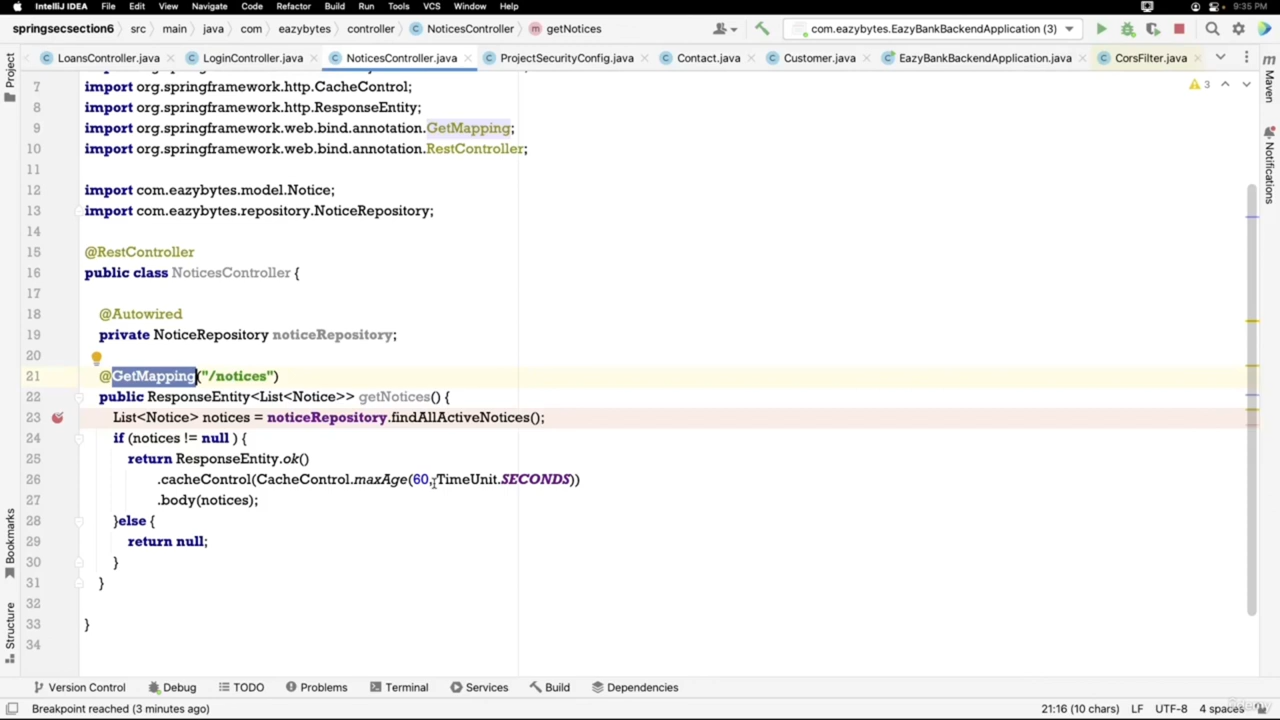 IntelliJ IDEA File Edit View Navigate Code Refactor Build Run Tools VCS Window Help 9:35 PM
springsecsection6 src main java com eazybytes controller NoticesController getNotices com.eazybytes.EazyBankBackendApplication (3)
LoansController.java LoginController.java NoticesController.java ProjectSecurityConfig.java Contact.java Customer.java EazyBankBackendApplication.java CorsFilter.java
Project
Maven
Notifications
3
7 import org.springframework.http.CacheControl;
8 import org.springframework.http.ResponseEntity;
9 import org.springframework.web.bind.annotation.GetMapping;
10 import org.springframework.web.bind.annotation.RestController;
11
12 import com.eazybytes.model.Notice;
13 import com.eazybytes.repository.NoticeRepository;
14
15 @RestController
16 public class NoticesController {
17
18 @Autowired
19 private NoticeRepository noticeRepository;
20
21 @GetMapping("/notices")
22 public ResponseEntity<List<Notice>> getNotices() {
23 List<Notice> notices = noticeRepository.findAllActiveNotices();
24 if (notices != null ) {
25 return ResponseEntity.ok()
26 .cacheControl(CacheControl.maxAge(60, TimeUnit.SECONDS))
27 .body(notices);
28 }else {
29 return null;
30 }
31 }
32
33 }
34
Bookmarks
Structure
Version Control Debug TODO Problems Terminal Services Build Dependencies
Breakpoint reached (3 minutes ago) 21:16 (10 chars) LF UTF-8 4 spaces
Udemy